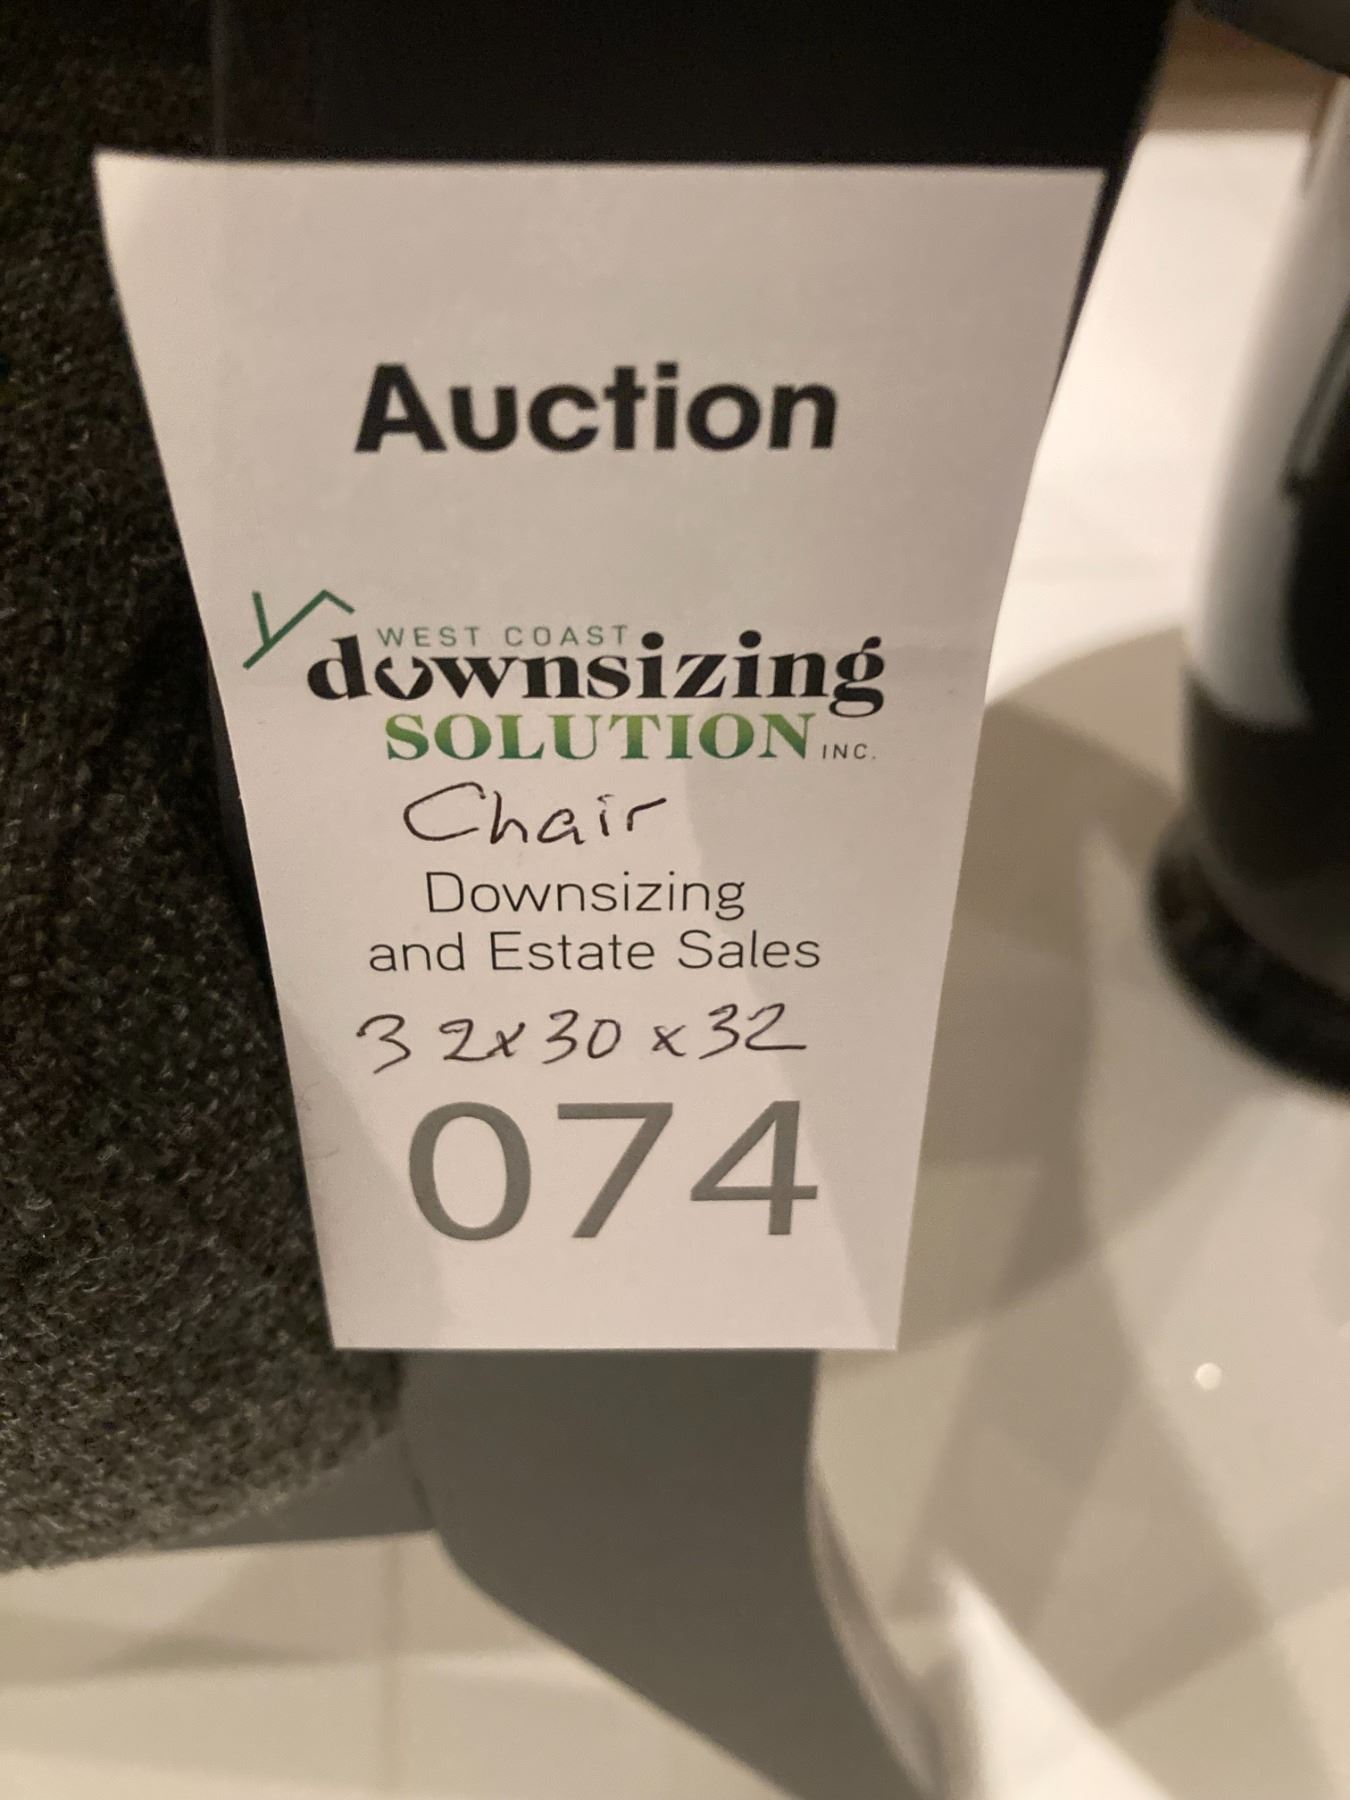 Auction
WEST COAST
downsizing
SOLUTION INC.
Chair
Downsizing
and Estate Sales
32x30x32
074